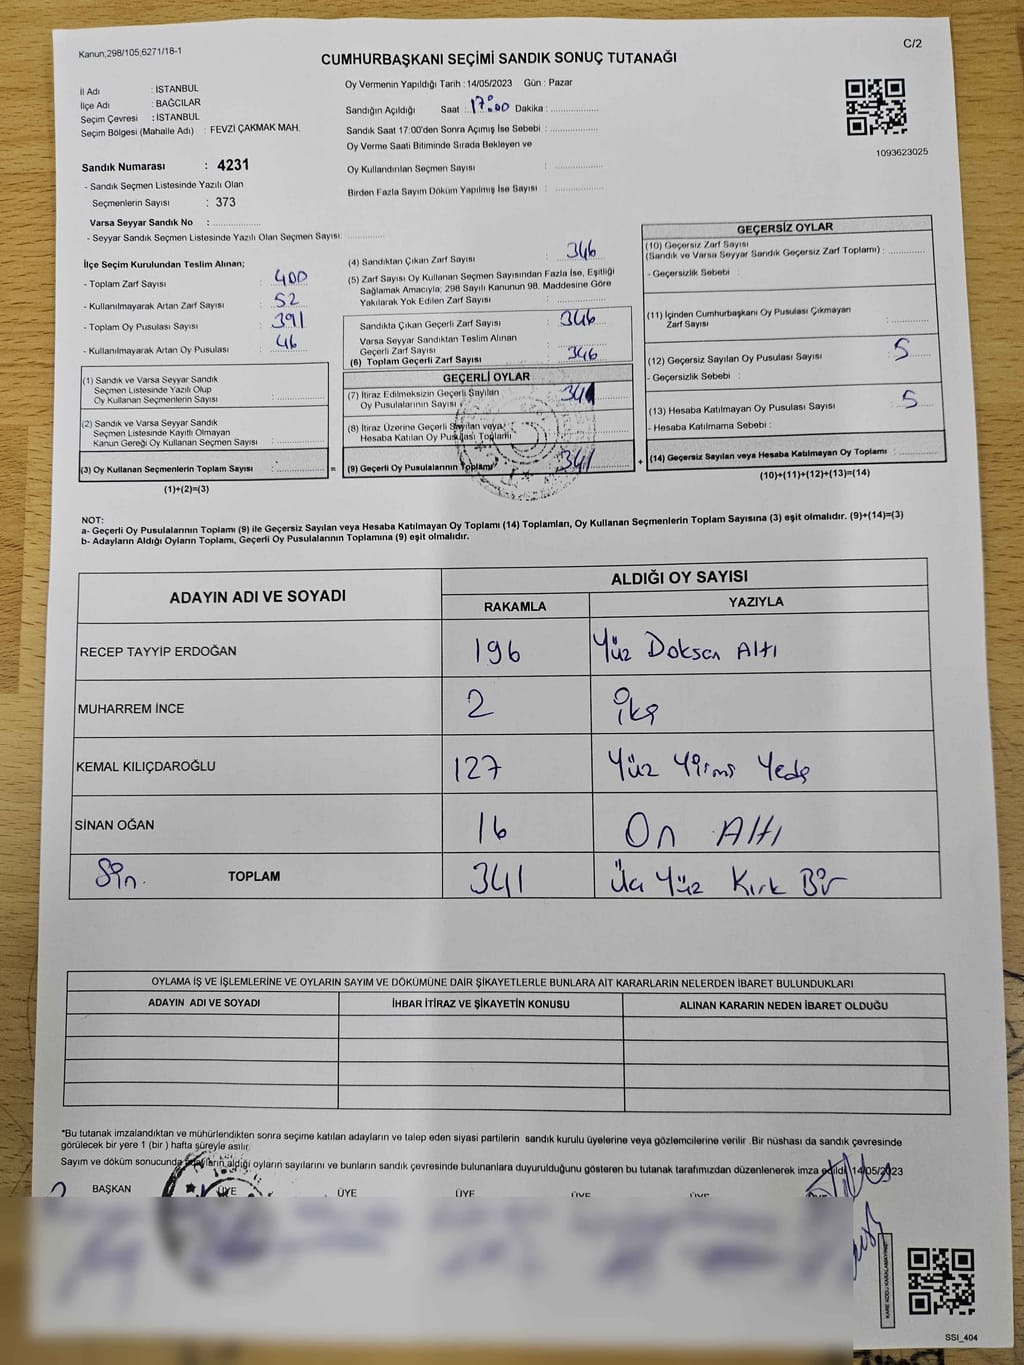 Kanun;298/105;6271/18-1
C/2
CUMHURBAŞKANI SEÇİMİ SANDIK SONUÇ TUTANAĞI
İl Adı : İSTANBUL
İlçe Adı : BAĞCILAR
Seçim Çevresi : İSTANBUL
Seçim Bölgesi (Mahalle Adı) : FEVZİ ÇAKMAK MAH.
Sandık Numarası : 4231
- Sandık Seçmen Listesinde Yazılı Olan
Seçmenlerin Sayısı : 373
Varsa Seyyar Sandık No :
- Seyyar Sandık Seçmen Listesinde Yazılı Olan Seçmen Sayısı:
Oy Vermenin Yapıldığı Tarih : 14/05/2023 Gün : Pazar
Sandığın Açıldığı Saat : 17:00 Dakika :
Sandık Saat 17:00'den Sonra Açımış İse Sebebi :
Oy Verme Saati Bitiminde Sırada Bekleyen ve
Oy Kullandırılan Seçmen Sayısı :
Birden Fazla Sayım Döküm Yapılmış İse Sayısı :
1093623025
İlçe Seçim Kurulundan Teslim Alınan;
- Toplam Zarf Sayısı : 400
- Kullanılmayarak Artan Zarf Sayısı : 52
- Toplam Oy Pusulası Sayısı : 391
- Kullanılmayarak Artan Oy Pusulası : 46
(1) Sandık ve Varsa Seyyar Sandık
Seçmen Listesinde Yazılı Olup
Oy Kullanan Seçmenlerin Sayısı :
(2) Sandık ve Varsa Seyyar Sandık
Seçmen Listesinde Kayıtlı Olmayan
Kanun Gereği Oy Kullanan Seçmen Sayısı :
(3) Oy Kullanan Seçmenlerin Toplam Sayısı : =
(1)+(2)=(3)
(4) Sandıktan Çıkan Zarf Sayısı : 346
(5) Zarf Sayısı Oy Kullanan Seçmen Sayısından Fazla İse, Eşitliği
Sağlamak Amacıyla; 298 Sayılı Kanunun 98. Maddesine Göre
Yakılarak Yok Edilen Zarf Sayısı :
Sandıkta Çıkan Geçerli Zarf Sayısı : 346
Varsa Seyyar Sandıktan Teslim Alınan
Geçerli Zarf Sayısı :
(6) Toplam Geçerli Zarf Sayısı : 346
GEÇERLİ OYLAR
(7) İtiraz Edilmeksizin Geçerli Sayılan
Oy Pusulalarının Sayısı : 341
(8) İtiraz Üzerine Geçerli Sayılan veya
Hesaba Katılan Oy Pusulası Toplamı
(9) Geçerli Oy Pusulalarının Toplamı 341 +
GEÇERSİZ OYLAR
(10) Geçersiz Zarf Sayısı
(Sandık ve Varsa Seyyar Sandık Geçersiz Zarf Toplamı) :
- Geçersizlik Sebebi :
(11) İçinden Cumhurbaşkanı Oy Pusulası Çıkmayan
Zarf Sayısı :
(12) Geçersiz Sayılan Oy Pusulası Sayısı : 5
- Geçersizlik Sebebi :
(13) Hesaba Katılmayan Oy Pusulası Sayısı : 5
- Hesaba Katılmama Sebebi :
(14) Geçersiz Sayılan veya Hesaba Katılmayan Oy Toplamı :
(10)+(11)+(12)+(13)=(14)
NOT:
a- Geçerli Oy Pusulalarının Toplamı (9) ile Geçersiz Sayılan veya Hesaba Katılmayan Oy Toplamı (14) Toplamları, Oy Kullanan Seçmenlerin Toplam Sayısına (3) eşit olmalıdır. (9)+(14)=(3)
b- Adayların Aldığı Oyların Toplamı, Geçerli Oy Pusulalarının Toplamına (9) eşit olmalıdır.
ADAYIN ADI VE SOYADI
ALDIĞI OY SAYISI
RAKAMLA YAZIYLA
RECEP TAYYİP ERDOĞAN 196 Yüz Doksan Altı
MUHARREM İNCE 2 İki
KEMAL KILIÇDAROĞLU 127 Yüz Yirmi Yedi
SİNAN OĞAN 16 On Altı
Sin. TOPLAM 341 Üç Yüz Kırk Bir
OYLAMA İŞ VE İŞLEMLERİNE VE OYLARIN SAYIM VE DÖKÜMÜNE DAİR ŞİKAYETLERLE BUNLARA AİT KARARLARIN NELERDEN İBARET BULUNDUKLARI
ADAYIN ADI VE SOYADI İHBAR İTİRAZ VE ŞİKAYETİN KONUSU ALINAN KARARIN NEDEN İBARET OLDUĞU
*Bu tutanak imzalandıktan ve mühürlendikten sonra seçime katılan adayların ve talep eden siyasi partilerin sandık kurulu üyelerine veya gözlemcilerine verilir .Bir nüshası da sandık çevresinde
görülecek bir yere 1 (bir ) hafta süreyle asılır.
Sayım ve döküm sonucunda adayların aldığı oyların sayılarını ve bunların sandık çevresinde bulunanlara duyurulduğunu gösteren bu tutanak tarafımızdan düzenlenerek imza edildi. 14/05/2023
BAŞKAN ÜYE ÜYE ÜYE ÜYE ÜYE
KARE KODU KARALAMAYINIZ
SSI_404